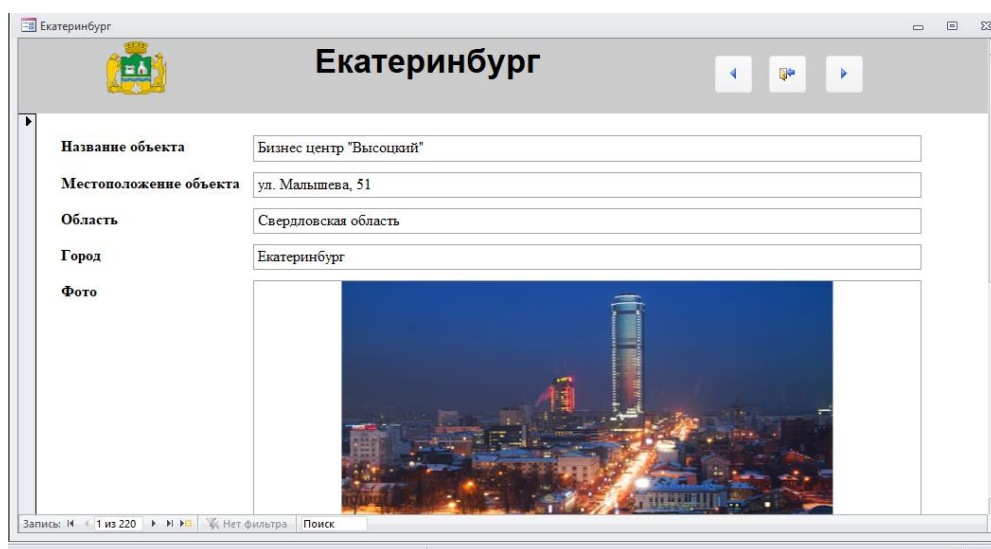 Екатеринбург
Екатеринбург
Название объекта Бизнес центр "Высоцкий"
Местоположение объекта ул. Малышева, 51
Область Свердловская область
Город Екатеринбург
Фото
Запись: 1 из 220 Нет фильтра Поиск